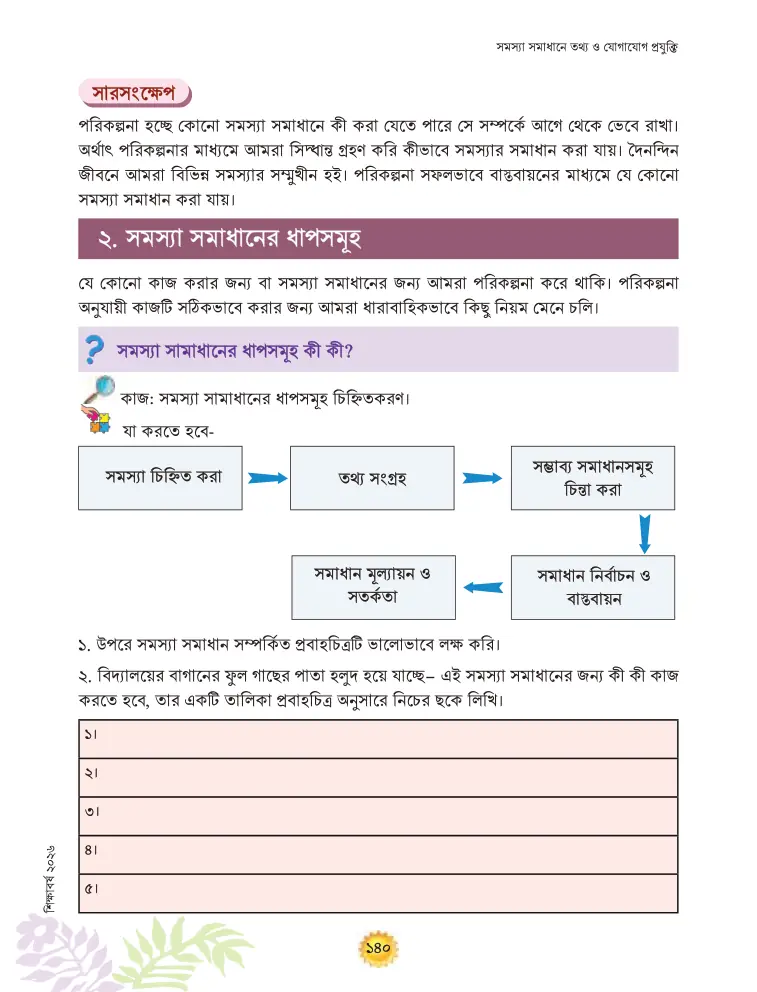 সমস্যা সমাধানে তথ্য ও যোগাযোগ প্রযুক্তি
সারসংক্ষেপ
পরিকল্পনা হচ্ছে কোনো সমস্যা সমাধানে কী করা যেতে পারে সে সম্পর্কে আগে থেকে ভেবে রাখা।
অর্থাৎ পরিকল্পনার মাধ্যমে আমরা সিদ্ধান্ত গ্রহণ করি কীভাবে সমস্যার সমাধান করা যায়। দৈনন্দিন
জীবনে আমরা বিভিন্ন সমস্যার সম্মুখীন হই। পরিকল্পনা সফলভাবে বাস্তবায়নের মাধ্যমে যে কোনো
সমস্যা সমাধান করা যায়।
২. সমস্যা সমাধানের ধাপসমূহ
যে কোনো কাজ করার জন্য বা সমস্যা সমাধানের জন্য আমরা পরিকল্পনা করে থাকি। পরিকল্পনা
অনুযায়ী কাজটি সঠিকভাবে করার জন্য আমরা ধারাবাহিকভাবে কিছু নিয়ম মেনে চলি।
? সমস্যা সামাধানের ধাপসমূহ কী কী?
কাজ: সমস্যা সামাধানের ধাপসমূহ চিহ্নিতকরণ।
যা করতে হবে-
সমস্যা চিহ্নিত করা
তথ্য সংগ্রহ
সম্ভাব্য সমাধানসমূহ
চিন্তা করা
সমাধান নির্বাচন ও
বাস্তবায়ন
সমাধান মূল্যায়ন ও
সতর্কতা
১. উপরে সমস্যা সমাধান সম্পর্কিত প্রবাহচিত্রটি ভালোভাবে লক্ষ করি।
২. বিদ্যালয়ের বাগানের ফুল গাছের পাতা হলুদ হয়ে যাচ্ছে– এই সমস্যা সমাধানের জন্য কী কী কাজ
করতে হবে, তার একটি তালিকা প্রবাহচিত্র অনুসারে নিচের ছকে লিখি।
১।
২।
৩।
৪।
৫।
শিক্ষাবর্ষ ২০২৬
১৪০